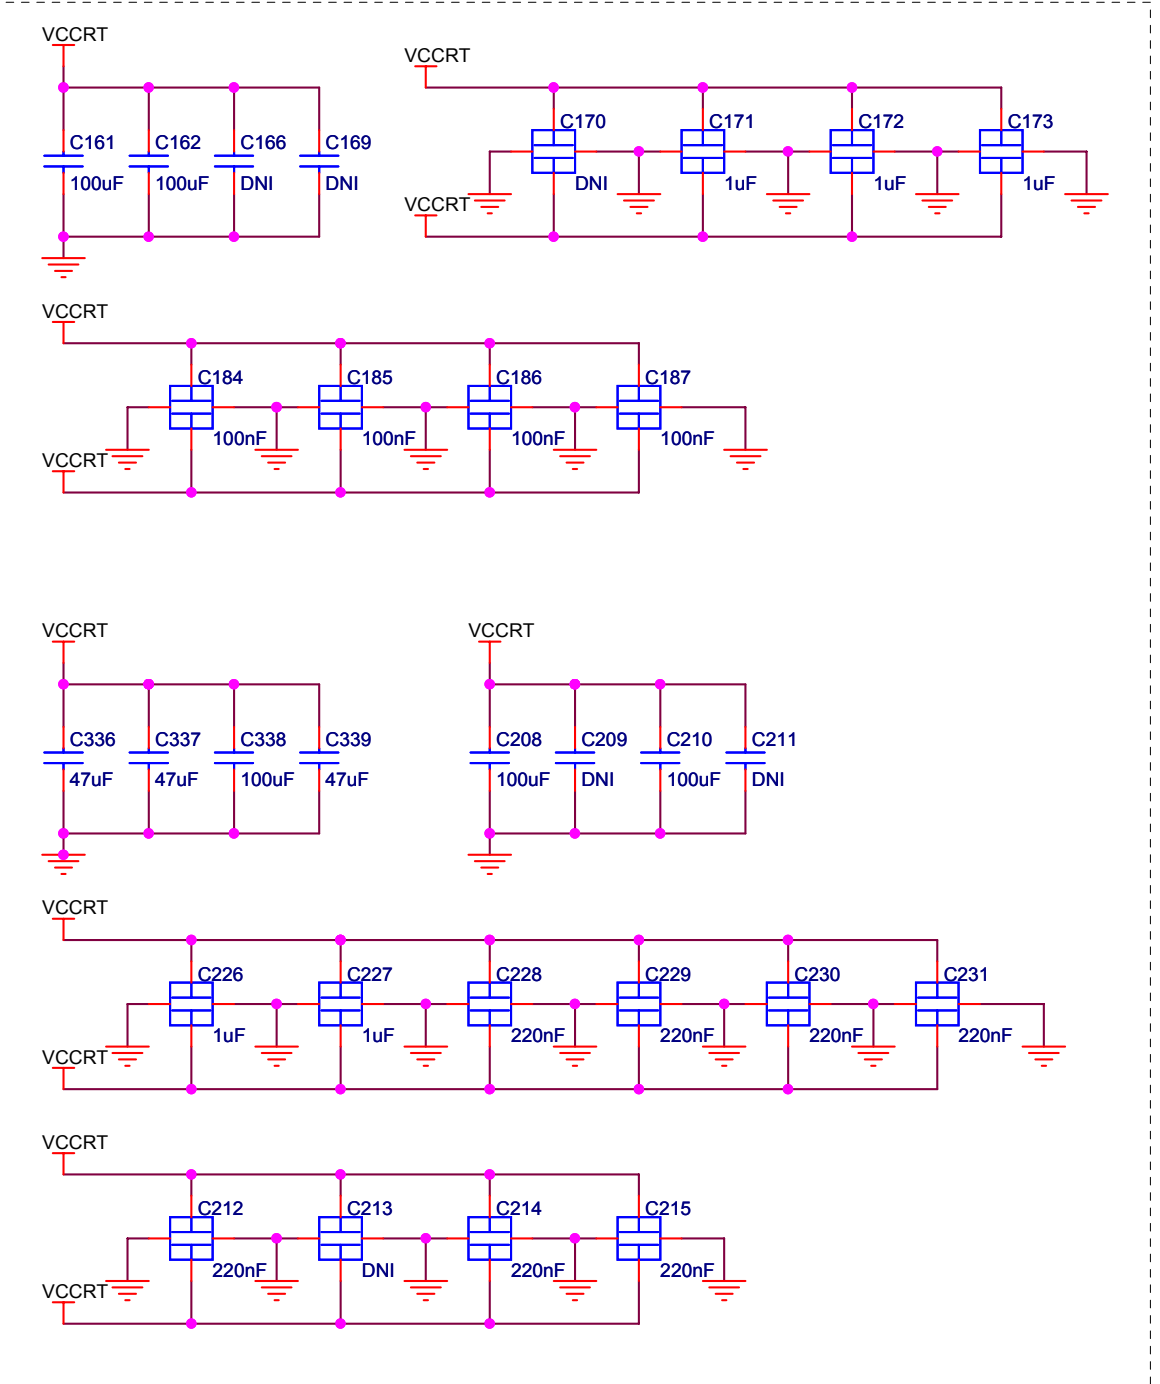 VCCRT
C161 C162 C166 C169
100uF 100uF DNI DNI
VCCRT
C170 C171 C172 C173
DNI 1uF 1uF 1uF
VCCRT
VCCRT
C184 C185 C186 C187
100nF 100nF 100nF 100nF
VCCRT
VCCRT
C336 C337 C338 C339
47uF 47uF 100uF 47uF
VCCRT
C208 C209 C210 C211
100uF DNI 100uF DNI
VCCRT
C226 C227 C228 C229 C230 C231
1uF 1uF 220nF 220nF 220nF 220nF
VCCRT
VCCRT
C212 C213 C214 C215
220nF DNI 220nF 220nF
VCCRT